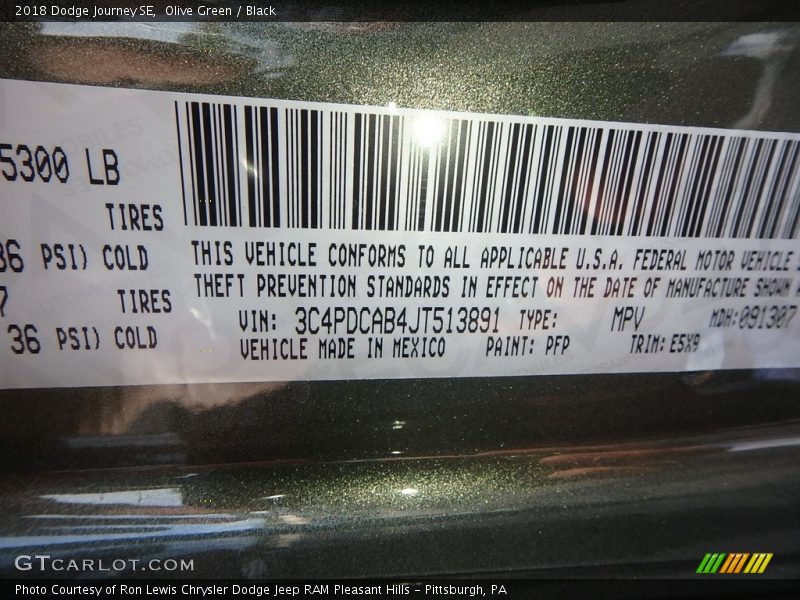 2018 Dodge Journey SE,  Olive Green / Black
5300 LB
TIRES
36 PSI) COLD
7 TIRES
36 PSI) COLD
THIS VEHICLE CONFORMS TO ALL APPLICABLE U.S.A. FEDERAL MOTOR VEHICLE
THEFT PREVENTION STANDARDS IN EFFECT ON THE DATE OF MANUFACTURE SHOWN
VIN: 3C4PDCAB4JT513891 TYPE: MPV MDH:091307
VEHICLE MADE IN MEXICO PAINT: PFP TRIM: E5X9
GTCARLOT.COM
Photo Courtesy of Ron Lewis Chrysler Dodge Jeep RAM Pleasant Hills - Pittsburgh, PA